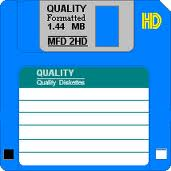 QUALITY
Formatted
1.44 MB
MFD 2HD
HD
QUALITY
Quality Diskettes